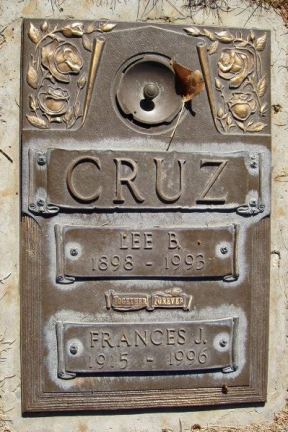 CRUZ
LEE B.
1898 - 1993
TOGETHER FOREVER
FRANCES J.
1915 - 1996